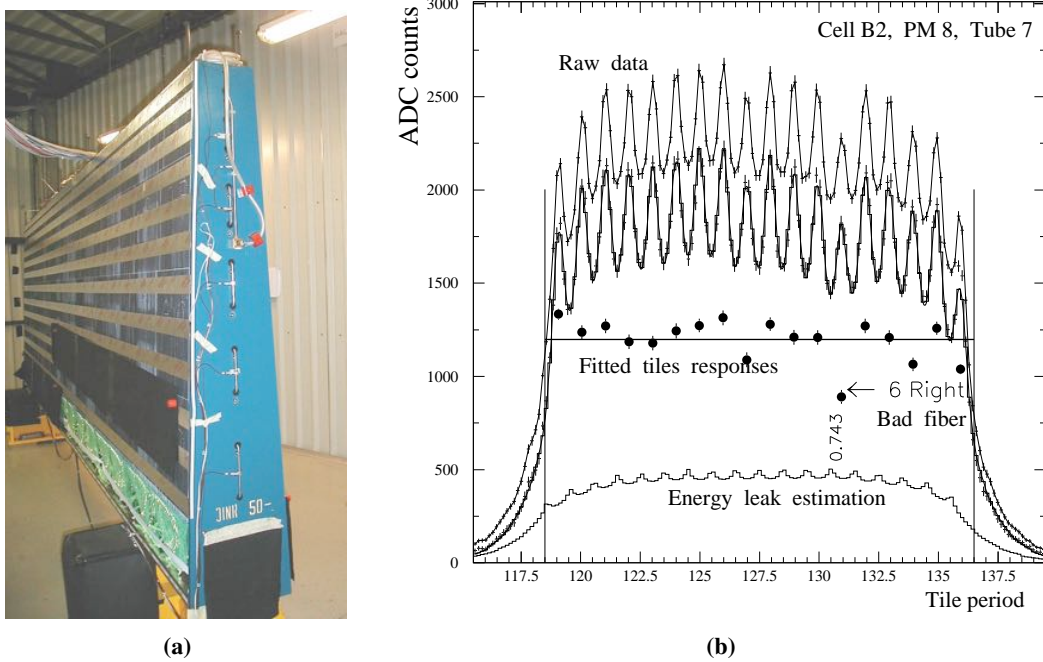 JINR 50-
(a)
ADC counts
3000
2500
2000
1500
1000
500
0
Cell B2, PM 8, Tube 7
Raw data
Fitted tiles responses
← 6 Right
Bad fiber
0.743
Energy leak estimation
117.5 120 122.5 125 127.5 130 132.5 135 137.5
Tile period
(b)